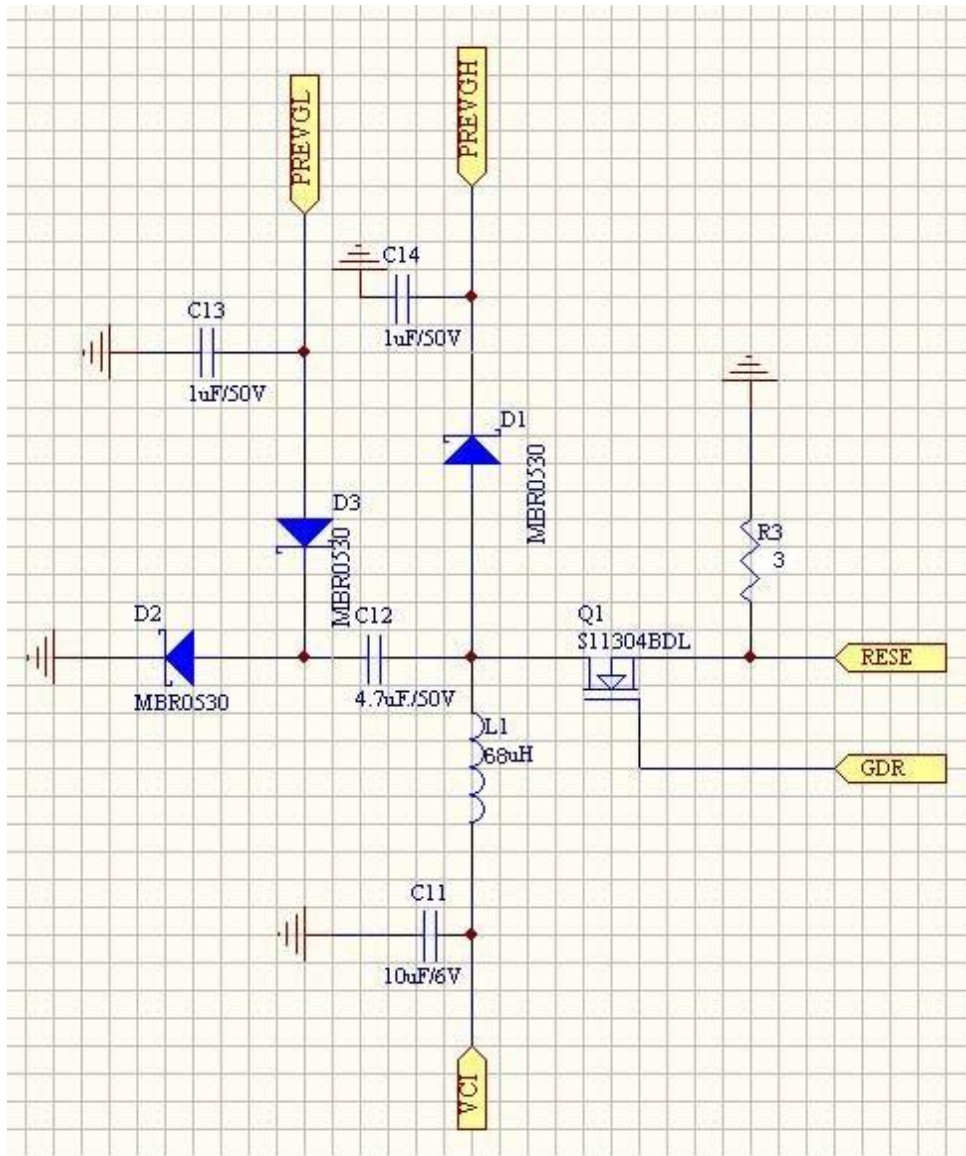 PREVGL
PREVGH
C14
1uF/50V
C13
1uF/50V
D1
MBR0530
D3
MBR0530
R3
3
D2
MBR0530
C12
4.7uF./50V
Q1
S11304BDL
RESE
L1
68uH
GDR
C11
10uF/6V
VCI